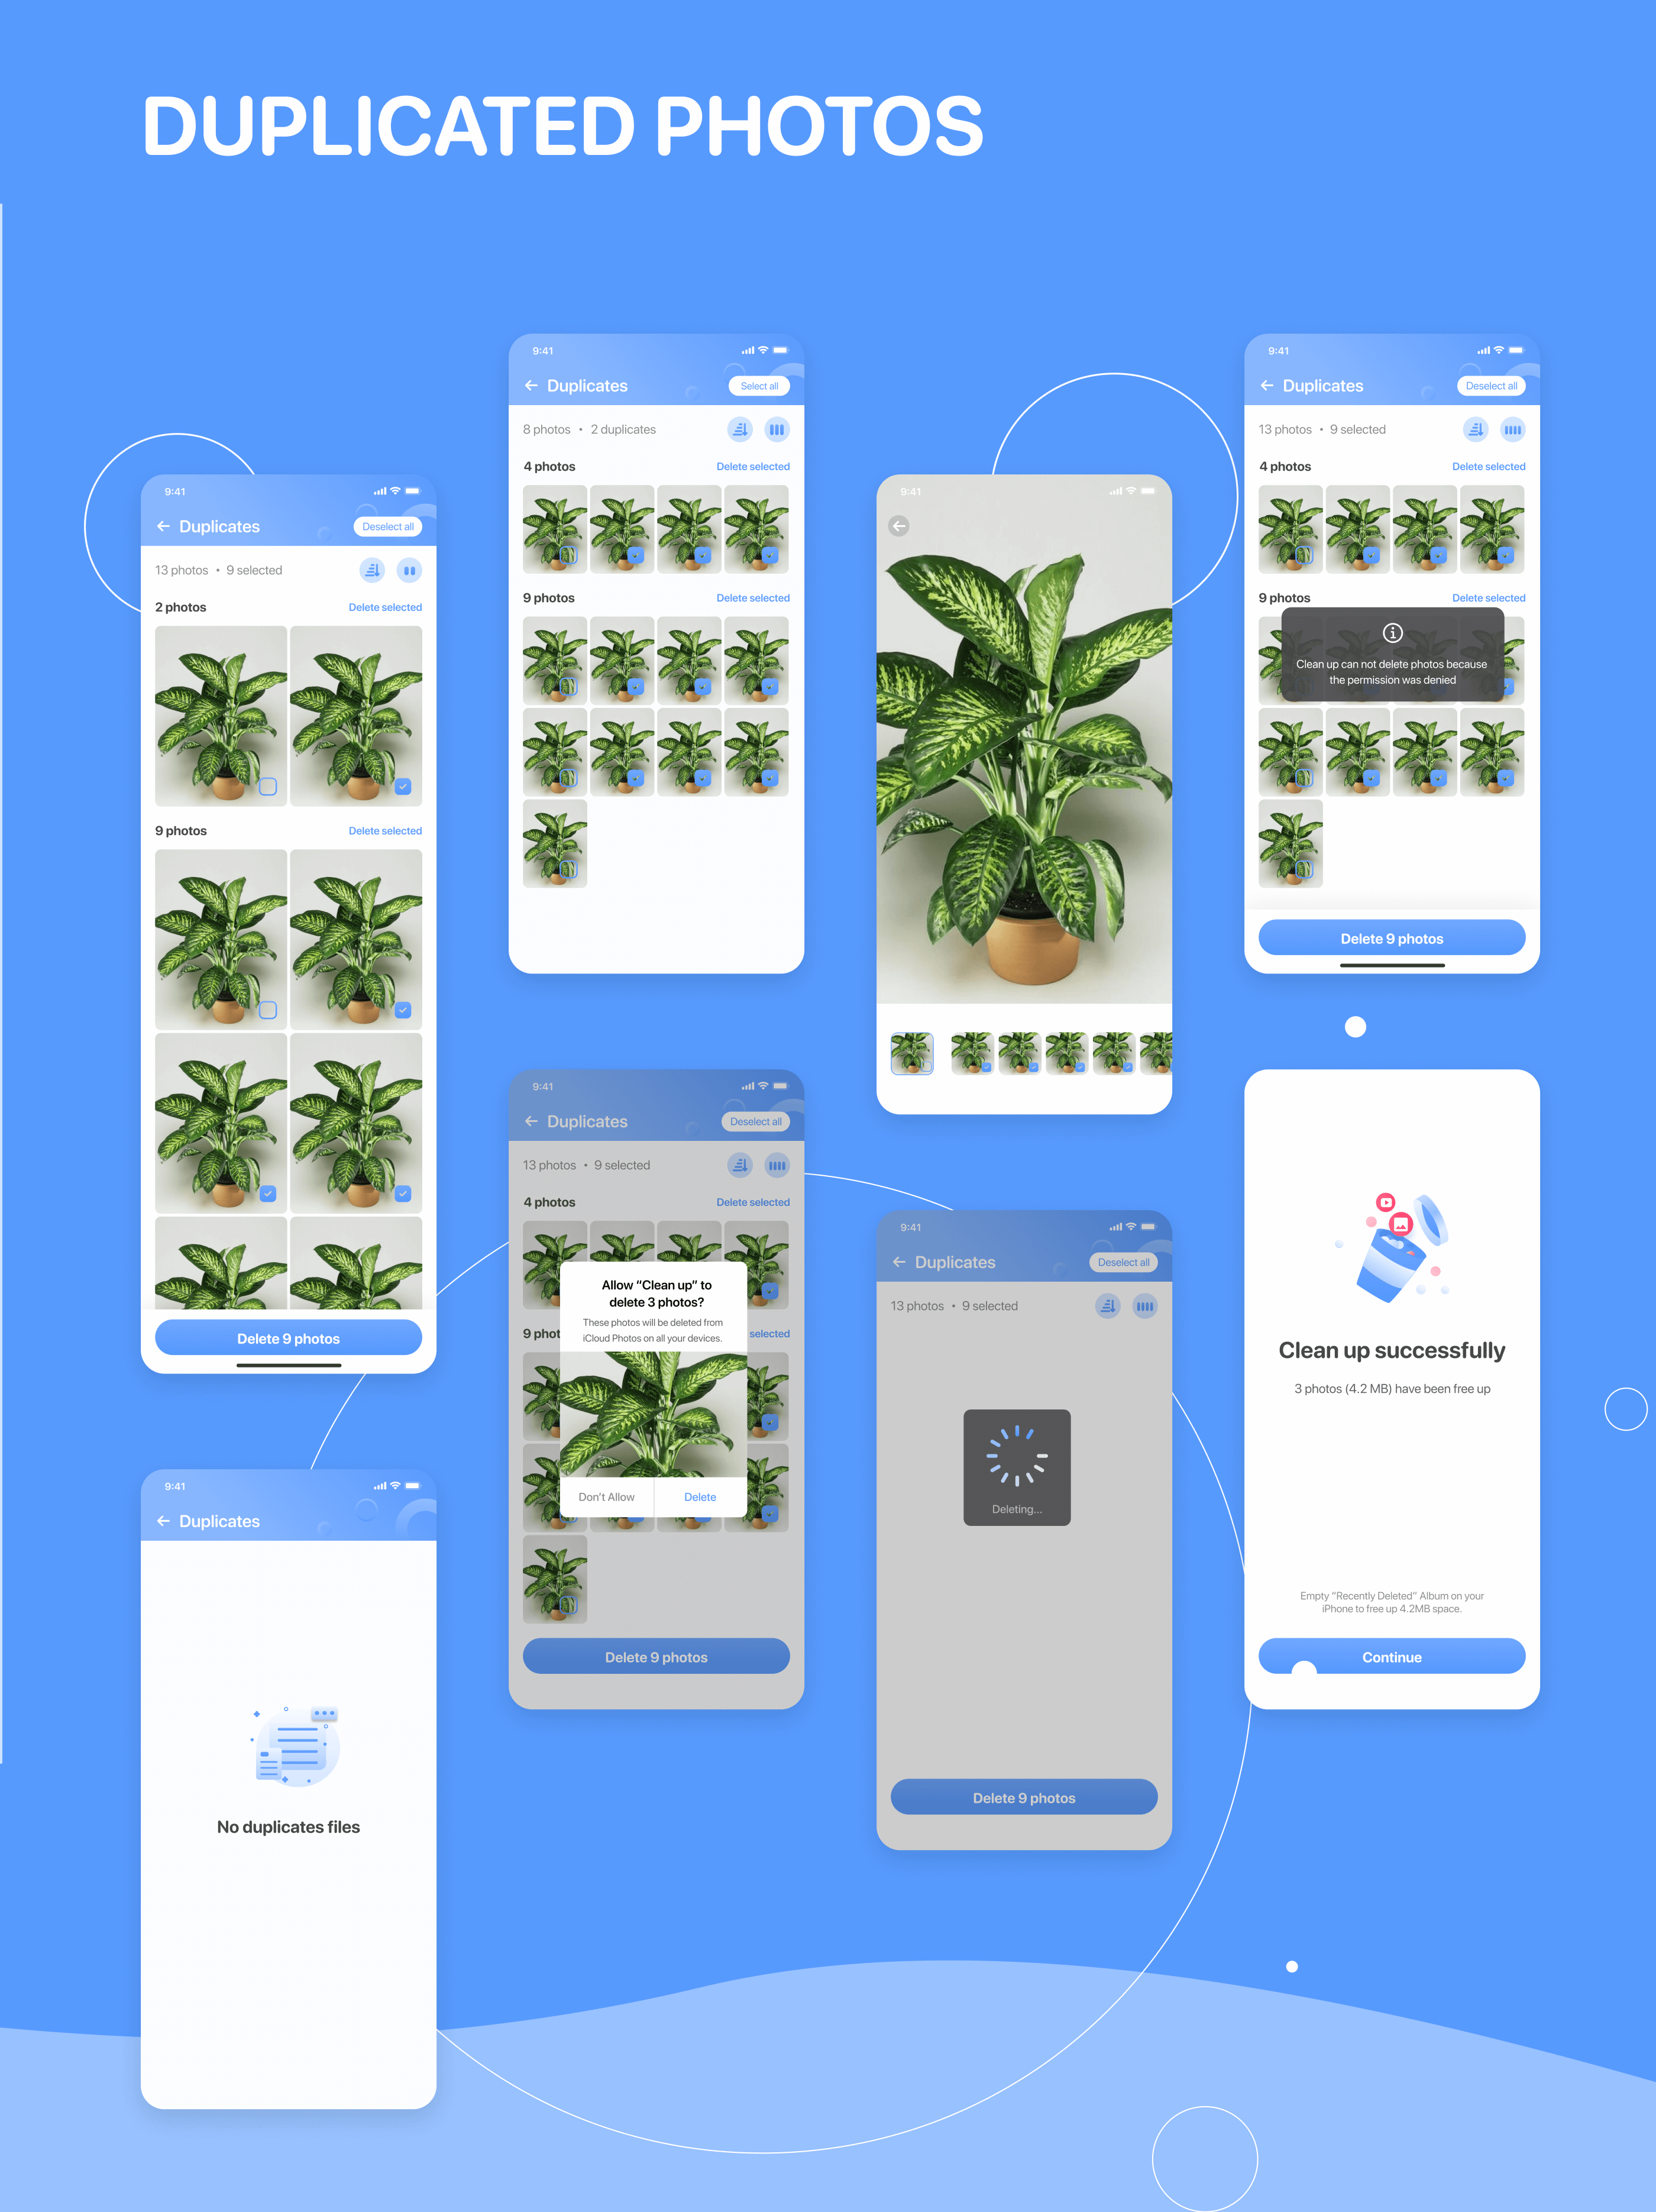 DUPLICATED PHOTOS
9:41
Duplicates
Deselect all
13 photos • 9 selected
2 photos
Delete selected
9 photos
Delete selected
Delete 9 photos
9:41
Duplicates
Select all
8 photos • 2 duplicates
4 photos
Delete selected
9 photos
Delete selected
9:41
9:41
Duplicates
Deselect all
13 photos • 9 selected
4 photos
Delete selected
9 photos
Delete selected
Clean up can not delete photos because
the permission was denied
Delete 9 photos
9:41
Duplicates
No duplicates files
9:41
Duplicates
Deselect all
13 photos • 9 selected
4 photos
Delete selected
9 phot
selected
Allow “Clean up” to
delete 3 photos?
These photos will be deleted from
iCloud Photos on all your devices.
Don’t Allow
Delete
Delete 9 photos
9:41
Duplicates
Deselect all
13 photos • 9 selected
Deleting...
Delete 9 photos
Clean up successfully
3 photos (4.2 MB) have been free up
Empty “Recently Deleted” Album on your
iPhone to free up 4.2MB space.
Continue